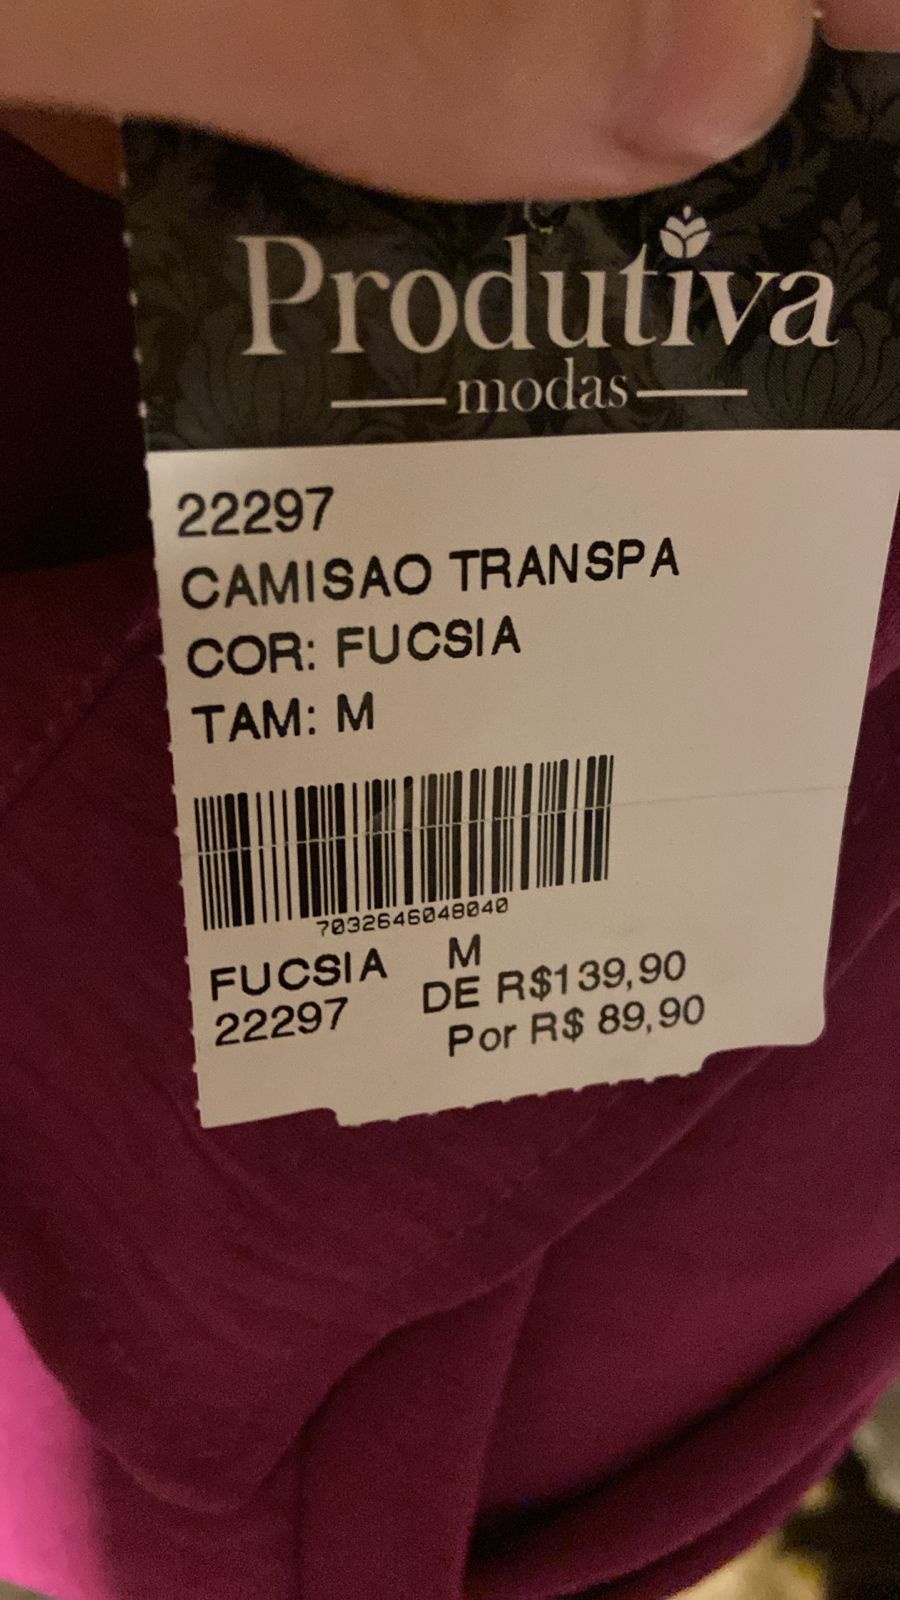 Produtiva
modas
22297
CAMISAO TRANSPA
COR: FUCSIA
TAM: M
7032646048040
FUCSIA M
22297 DE R$139,90
Por R$ 89,90